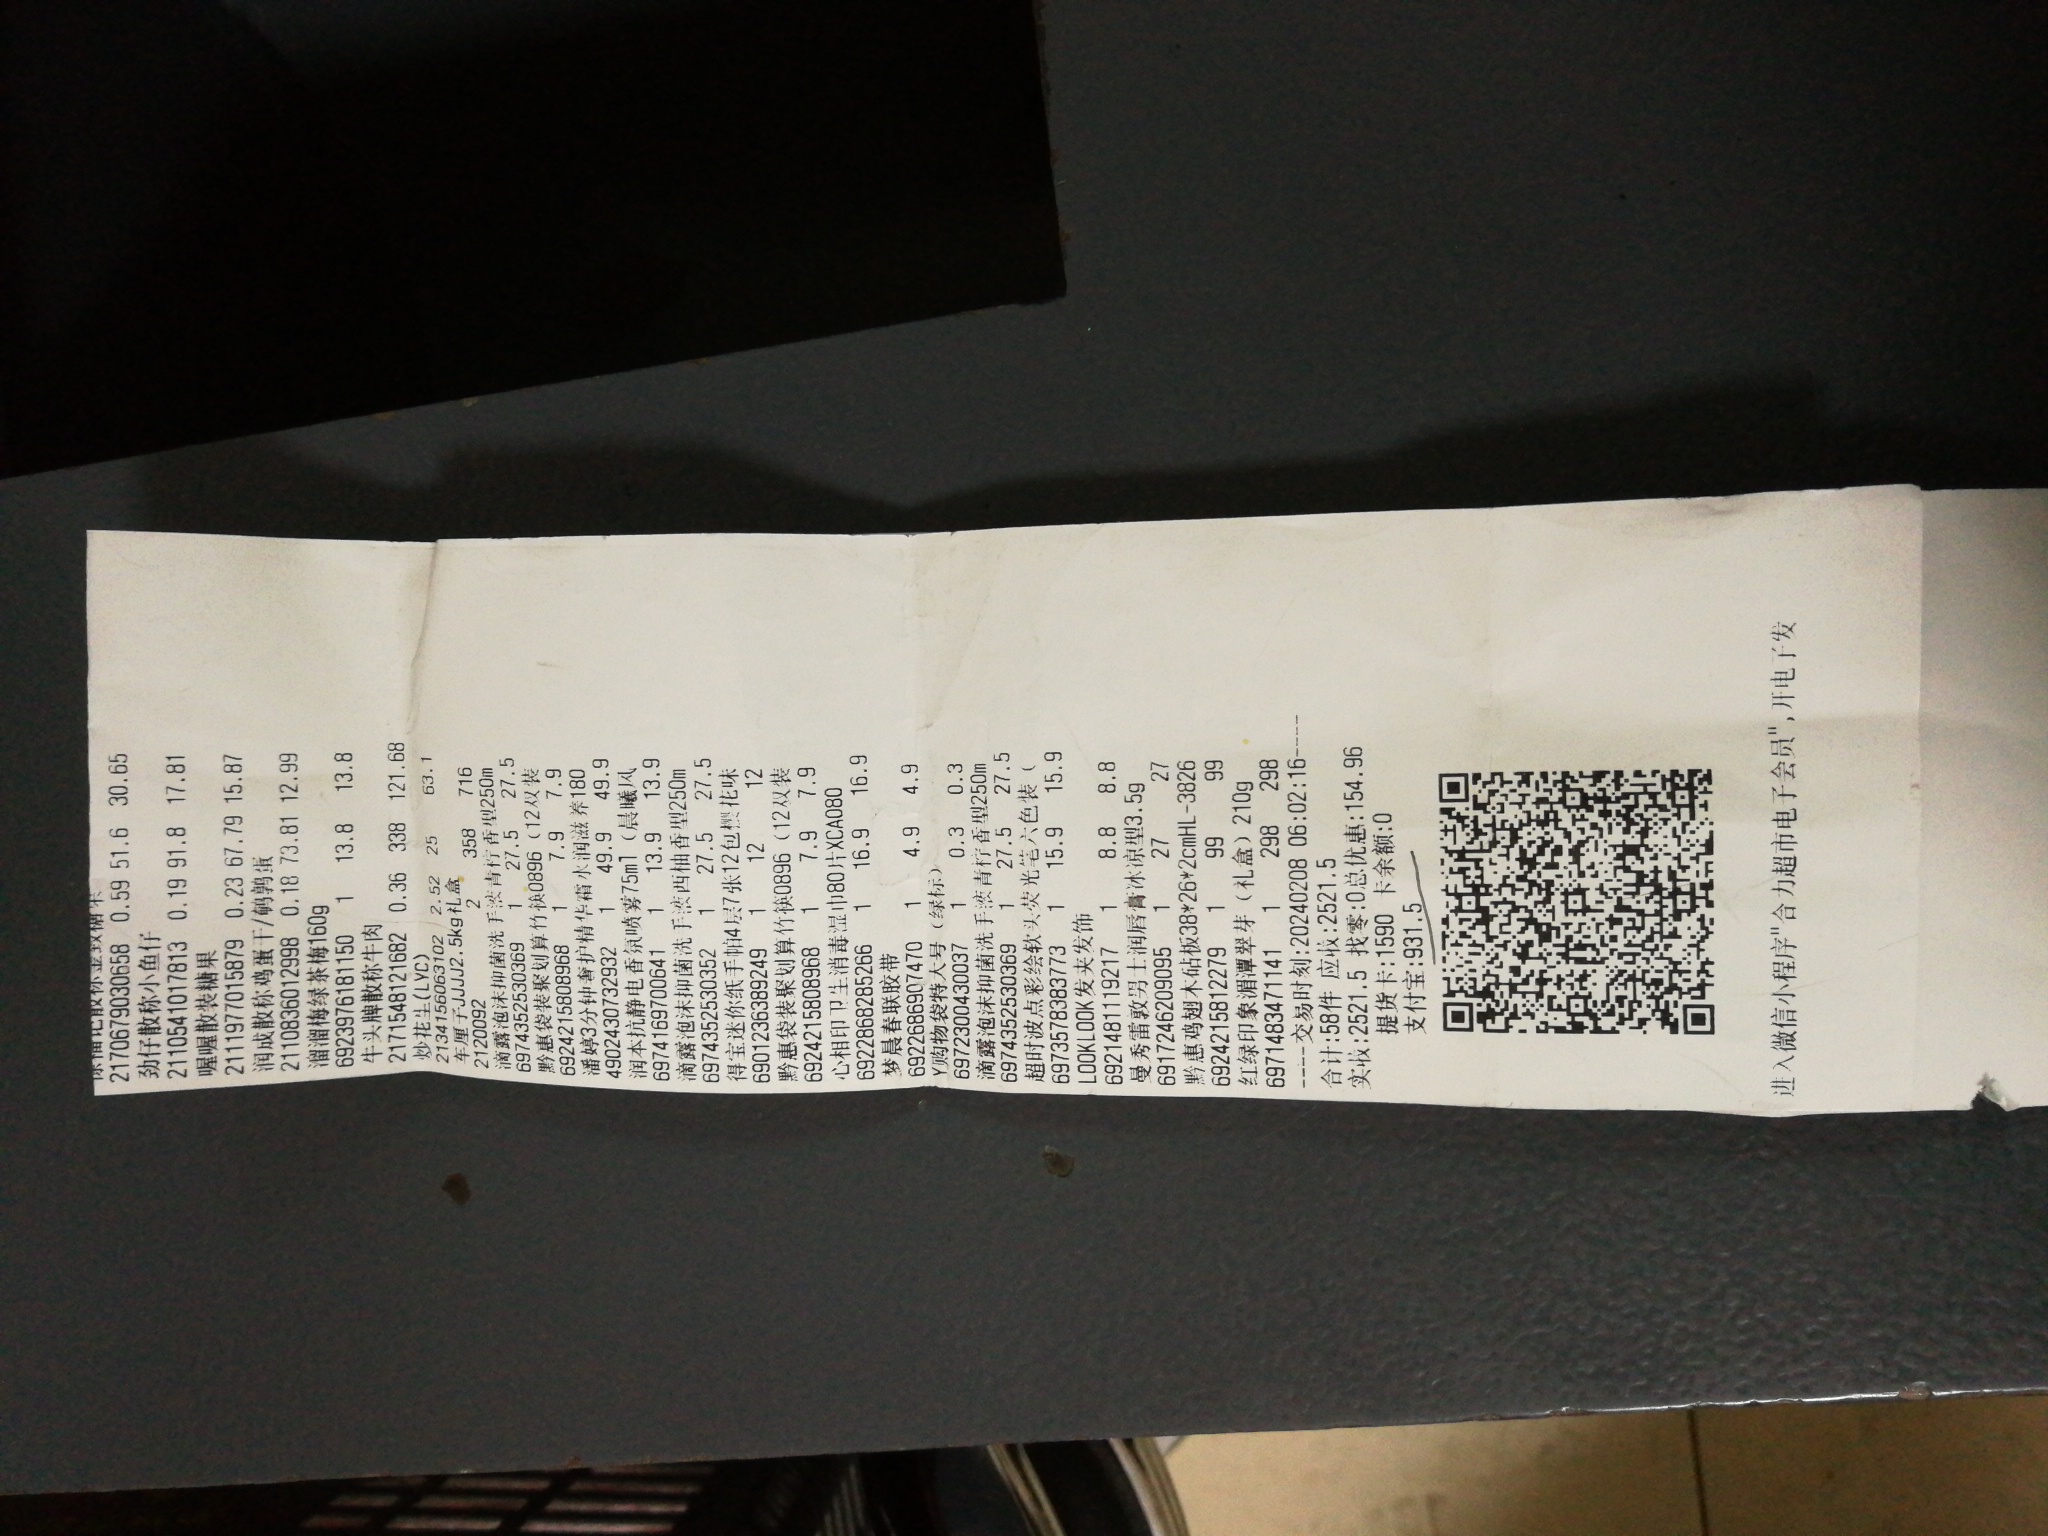 2170679030658 0.59 51.6 30.65
劲仔散称小鱼仔
2110541017813 0.19 91.8 17.81
喔喔散装糖果
2111977015879 0.23 67.79 15.87
润成散称鸡蛋干/鹌鹑蛋
2110836012998 0.18 73.81 12.99
溜溜梅绿茶梅160g
6923976181150 1 13.8 13.8
牛头牌散称牛肉
2171548121682 0.36 338 121.68
炒花生(LYC)
2134156063102 2.52 25 63.1
车厘子JJJJ2.5kg礼盒
2120092 2 358 716
滴露泡沫抑菌洗手液青柠香型250m
6974352530369 1 27.5 27.5
黔惠袋装聚划算竹筷0896（12双装
6924215808968 1 7.9 7.9
潘婷3分钟奢护精华霜水润滋养180
4902430732932 1 49.9 49.9
润本抗静电香氛喷雾75ml（晨曦风
6974169700641 1 13.9 13.9
滴露泡沫抑菌洗手液西柚香型250m
6974352530352 1 27.5 27.5
得宝迷你纸手帕4层7张12包樱花味
6901236389249 1 12 12
黔惠袋装聚划算竹筷0896（12双装
6924215808968 1 7.9 7.9
心相印卫生消毒湿巾80片XCA080
6922868285266 1 16.9 16.9
梦晨春联胶带
6922686907470 1 4.9 4.9
Y购物袋特大号（绿标）
6972300430037 1 0.3 0.3
滴露泡沫抑菌洗手液青柠香型250m
6974352530369 1 27.5 27.5
超时波点彩绘软头荧光笔六色装（
6973578383773 1 15.9 15.9
LOOKLOOK发夹发饰
6921481119217 1 8.8 8.8
曼秀雷敦男士润唇膏冰凉型3.5g
6917246209095 1 27 27
黔惠鸡翅木砧板38*26*2cmHL-3826
6924215812279 1 99 99
红绿印象湄潭翠芽（礼盒）210g
6971483471141 1 298 298
----交易时刻:20240208 06:02:16----
合计:58件 应收:2521.5
实收:2521.5 找零:0总优惠:154.96
提货卡:1590 卡余额:0
支付宝:931.5
进入微信小程序"合力超市电子会员",开电子发